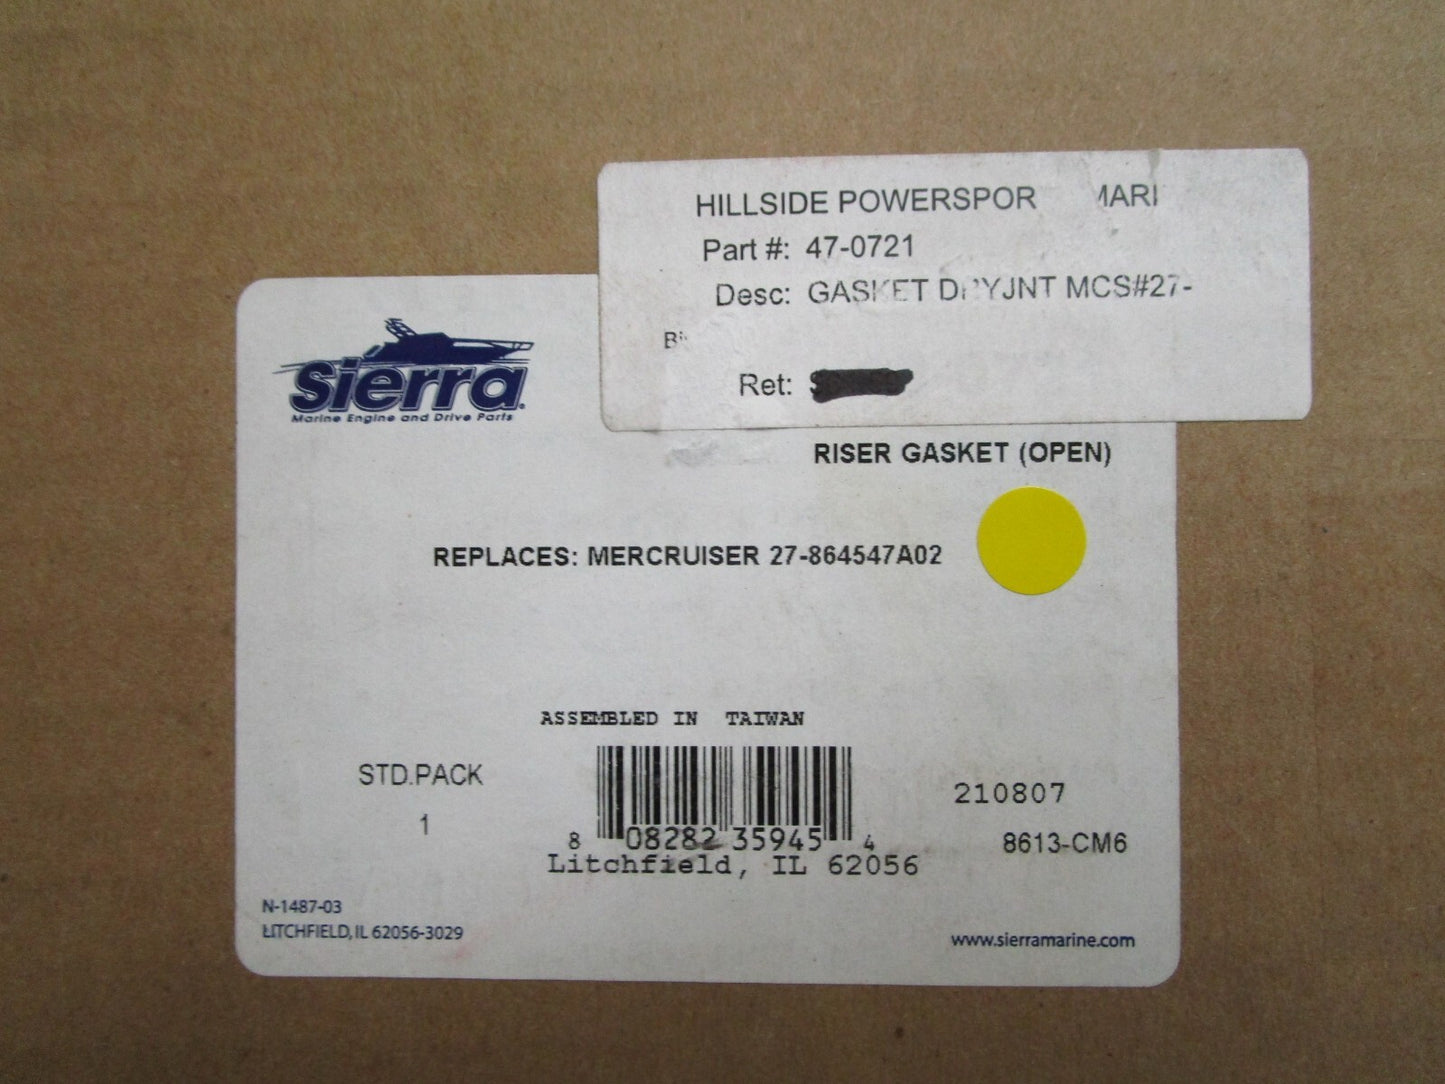 HILLSIDE POWERSPOR
Part #: 47-0721
Desc: GASKET DRYJNT MCS#27-
Ret:
Sierra
Marine Engine and Drive Parts
RISER GASKET (OPEN)
REPLACES: MERCRUISER 27-864547A02
ASSEMBLED IN TAIWAN
STD.PACK
1
8 08282 35945 4
210807
8613-CM6
Litchfield, IL 62056
N-1487-03
LITCHFIELD, IL 62056-3029
www.sierramarine.com